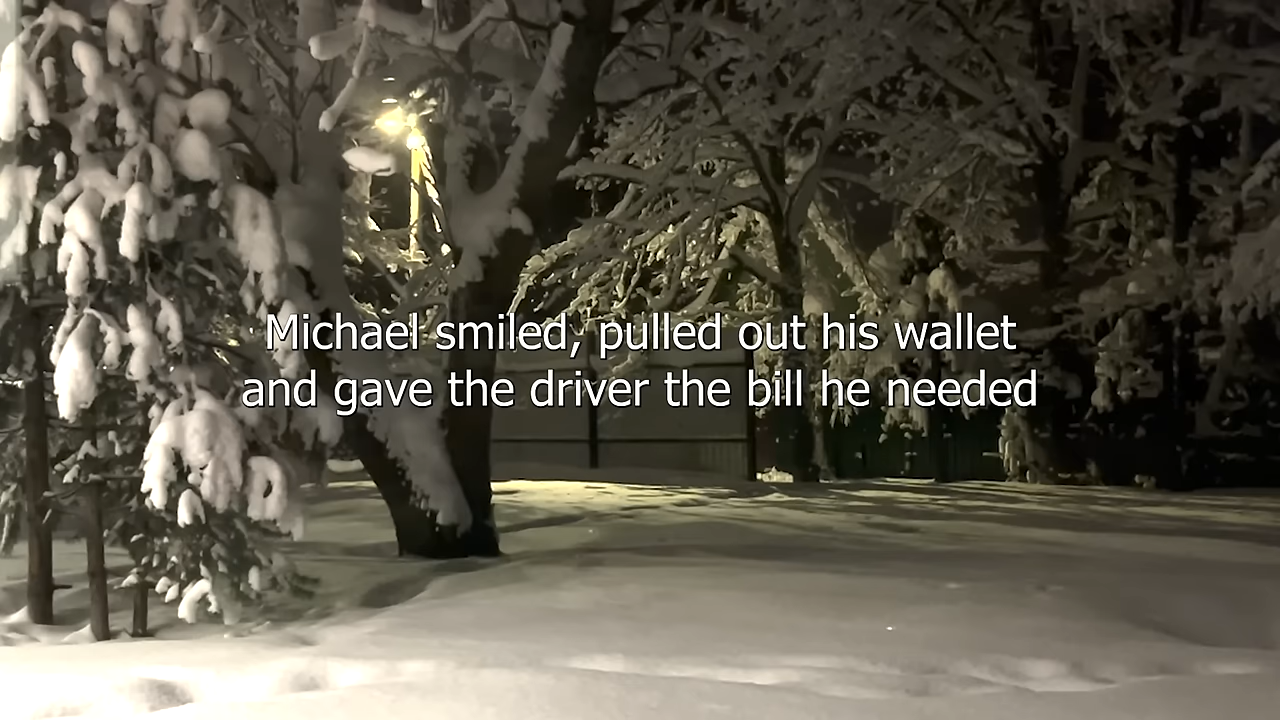 Michael smiled, pulled out his wallet
and gave the driver the bill he needed